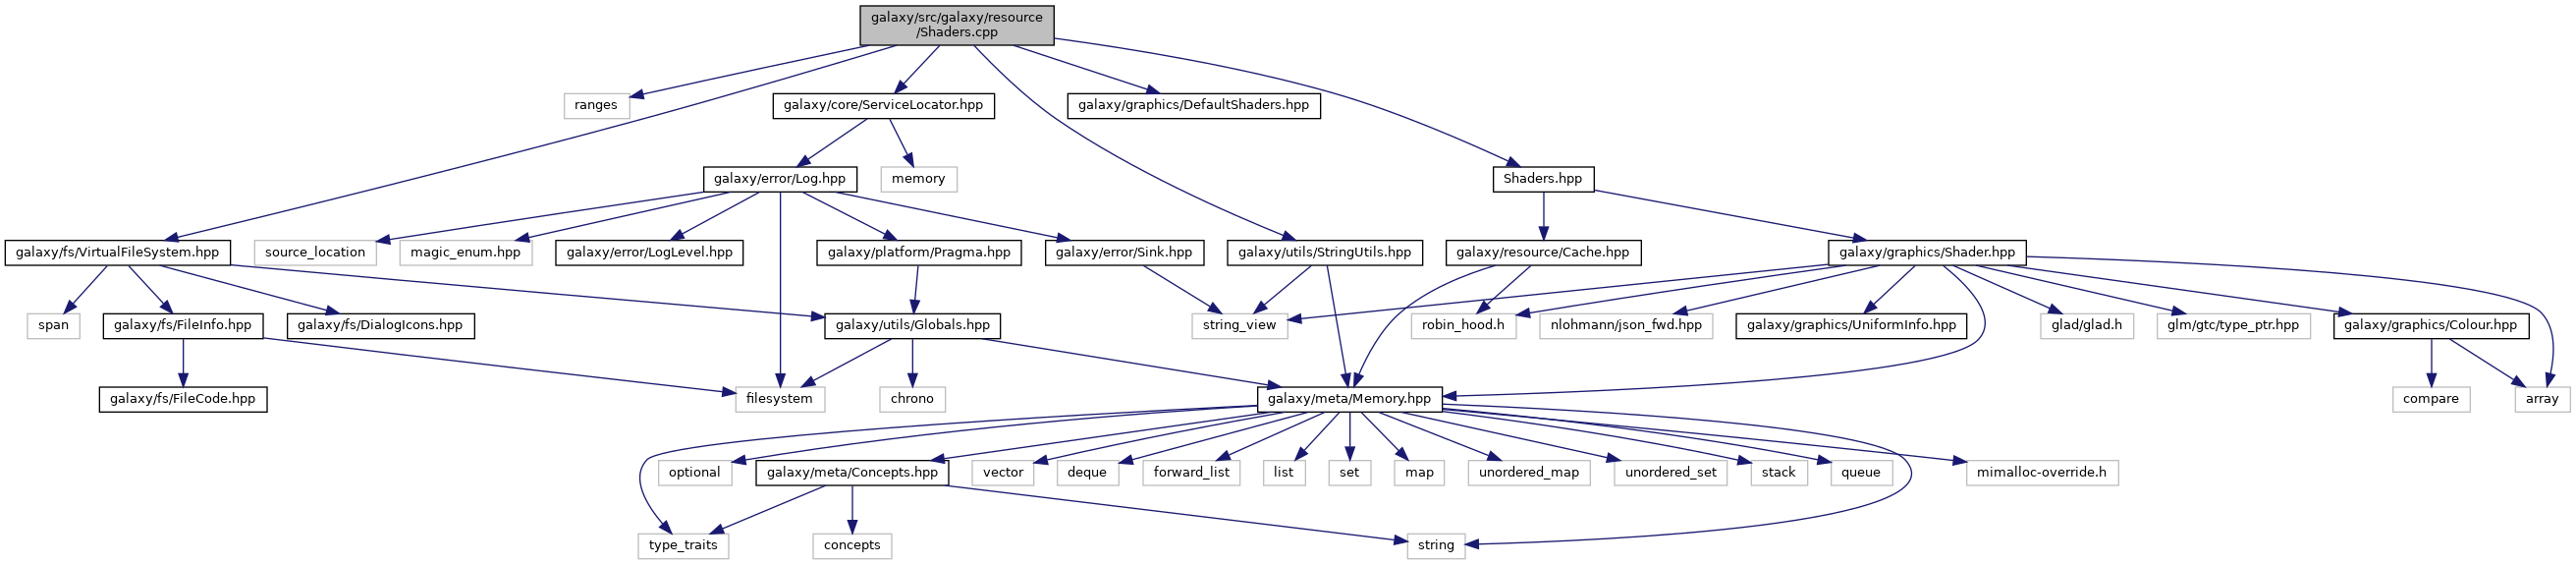 galaxy/src/galaxy/resource
/Shaders.cpp
ranges
galaxy/core/ServiceLocator.hpp
galaxy/graphics/DefaultShaders.hpp
galaxy/error/Log.hpp
memory
Shaders.hpp
galaxy/fs/VirtualFileSystem.hpp
source_location
magic_enum.hpp
galaxy/error/LogLevel.hpp
galaxy/platform/Pragma.hpp
galaxy/error/Sink.hpp
galaxy/utils/StringUtils.hpp
galaxy/resource/Cache.hpp
galaxy/graphics/Shader.hpp
span
galaxy/fs/FileInfo.hpp
galaxy/fs/DialogIcons.hpp
galaxy/utils/Globals.hpp
string_view
robin_hood.h
nlohmann/json_fwd.hpp
galaxy/graphics/UniformInfo.hpp
glad/glad.h
glm/gtc/type_ptr.hpp
galaxy/graphics/Colour.hpp
galaxy/fs/FileCode.hpp
filesystem
chrono
galaxy/meta/Memory.hpp
compare
array
optional
galaxy/meta/Concepts.hpp
vector
deque
forward_list
list
set
map
unordered_map
unordered_set
stack
queue
mimalloc-override.h
type_traits
concepts
string